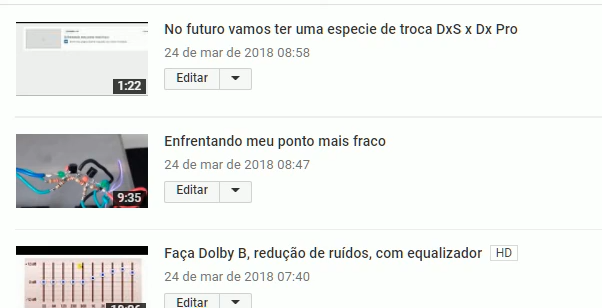 No futuro vamos ter uma especie de troca DxS x Dx Pro
24 de mar de 2018 08:58
1:22
Editar
Enfrentando meu ponto mais fraco
24 de mar de 2018 08:47
9:35
Editar
Faça Dolby B, redução de ruídos, com equalizador HD
24 de mar de 2018 07:40
Editar